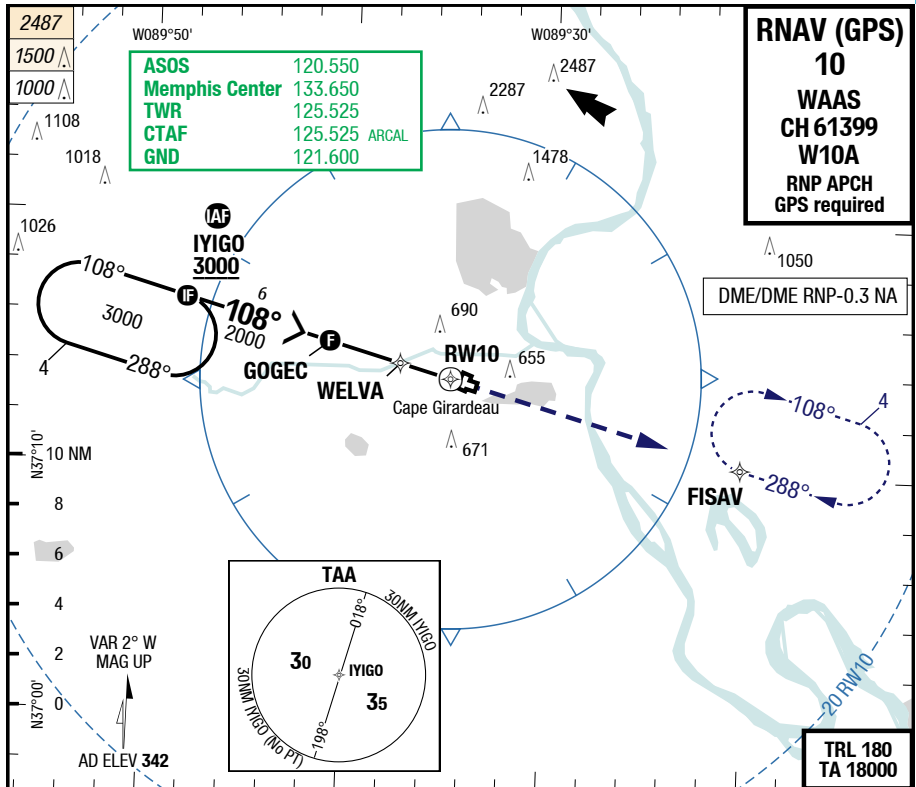 2487
1500
1000
W089°50'
W089°30'
ASOS 120.550
Memphis Center 133.650
TWR 125.525
CTAF 125.525 ARCAL
GND 121.600
RNAV (GPS)
10
WAAS
CH 61399
W10A
RNP APCH
GPS required
2487
2287
1478
1108
1018
1026
1050
DME/DME RNP-0.3 NA
IAF
IYIGO
3000
IF
108°
3000
4
288°
6
108°
2000
F
GOGEC
WELVA
690
RW10
655
Cape Girardeau
671
108°
4
288°
FISAV
N37°10'
10 NM
8
6
4
2
0
N37°00'
VAR 2° W
MAG UP
AD ELEV 342
TAA
018°
30NM IYIGO
30
IYIGO
35
198°
30NM IYIGO (No PT)
20 RW10
TRL 180
TA 18000